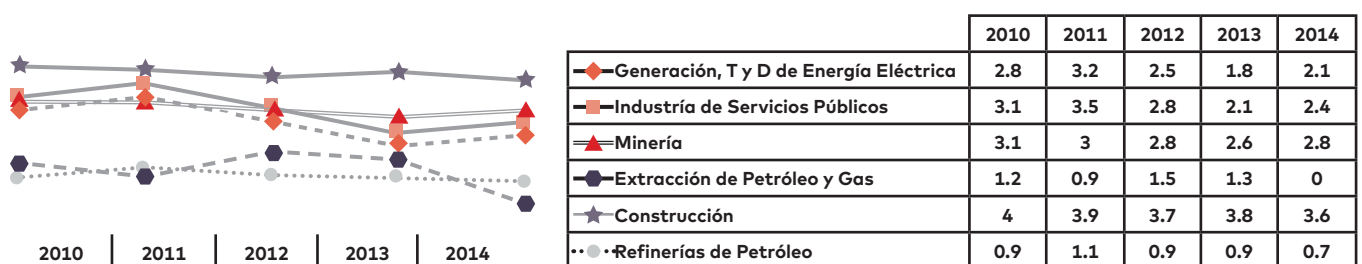 2010 2011 2012 2013 2014
Generación, T y D de Energía Eléctrica 2.8 3.2 2.5 1.8 2.1
Industría de Servicios Públicos 3.1 3.5 2.8 2.1 2.4
Minería 3.1 3 2.8 2.6 2.8
Extracción de Petróleo y Gas 1.2 0.9 1.5 1.3 0
Construcción 4 3.9 3.7 3.8 3.6
Refinerías de Petróleo 0.9 1.1 0.9 0.9 0.7
2010 2011 2012 2013 2014